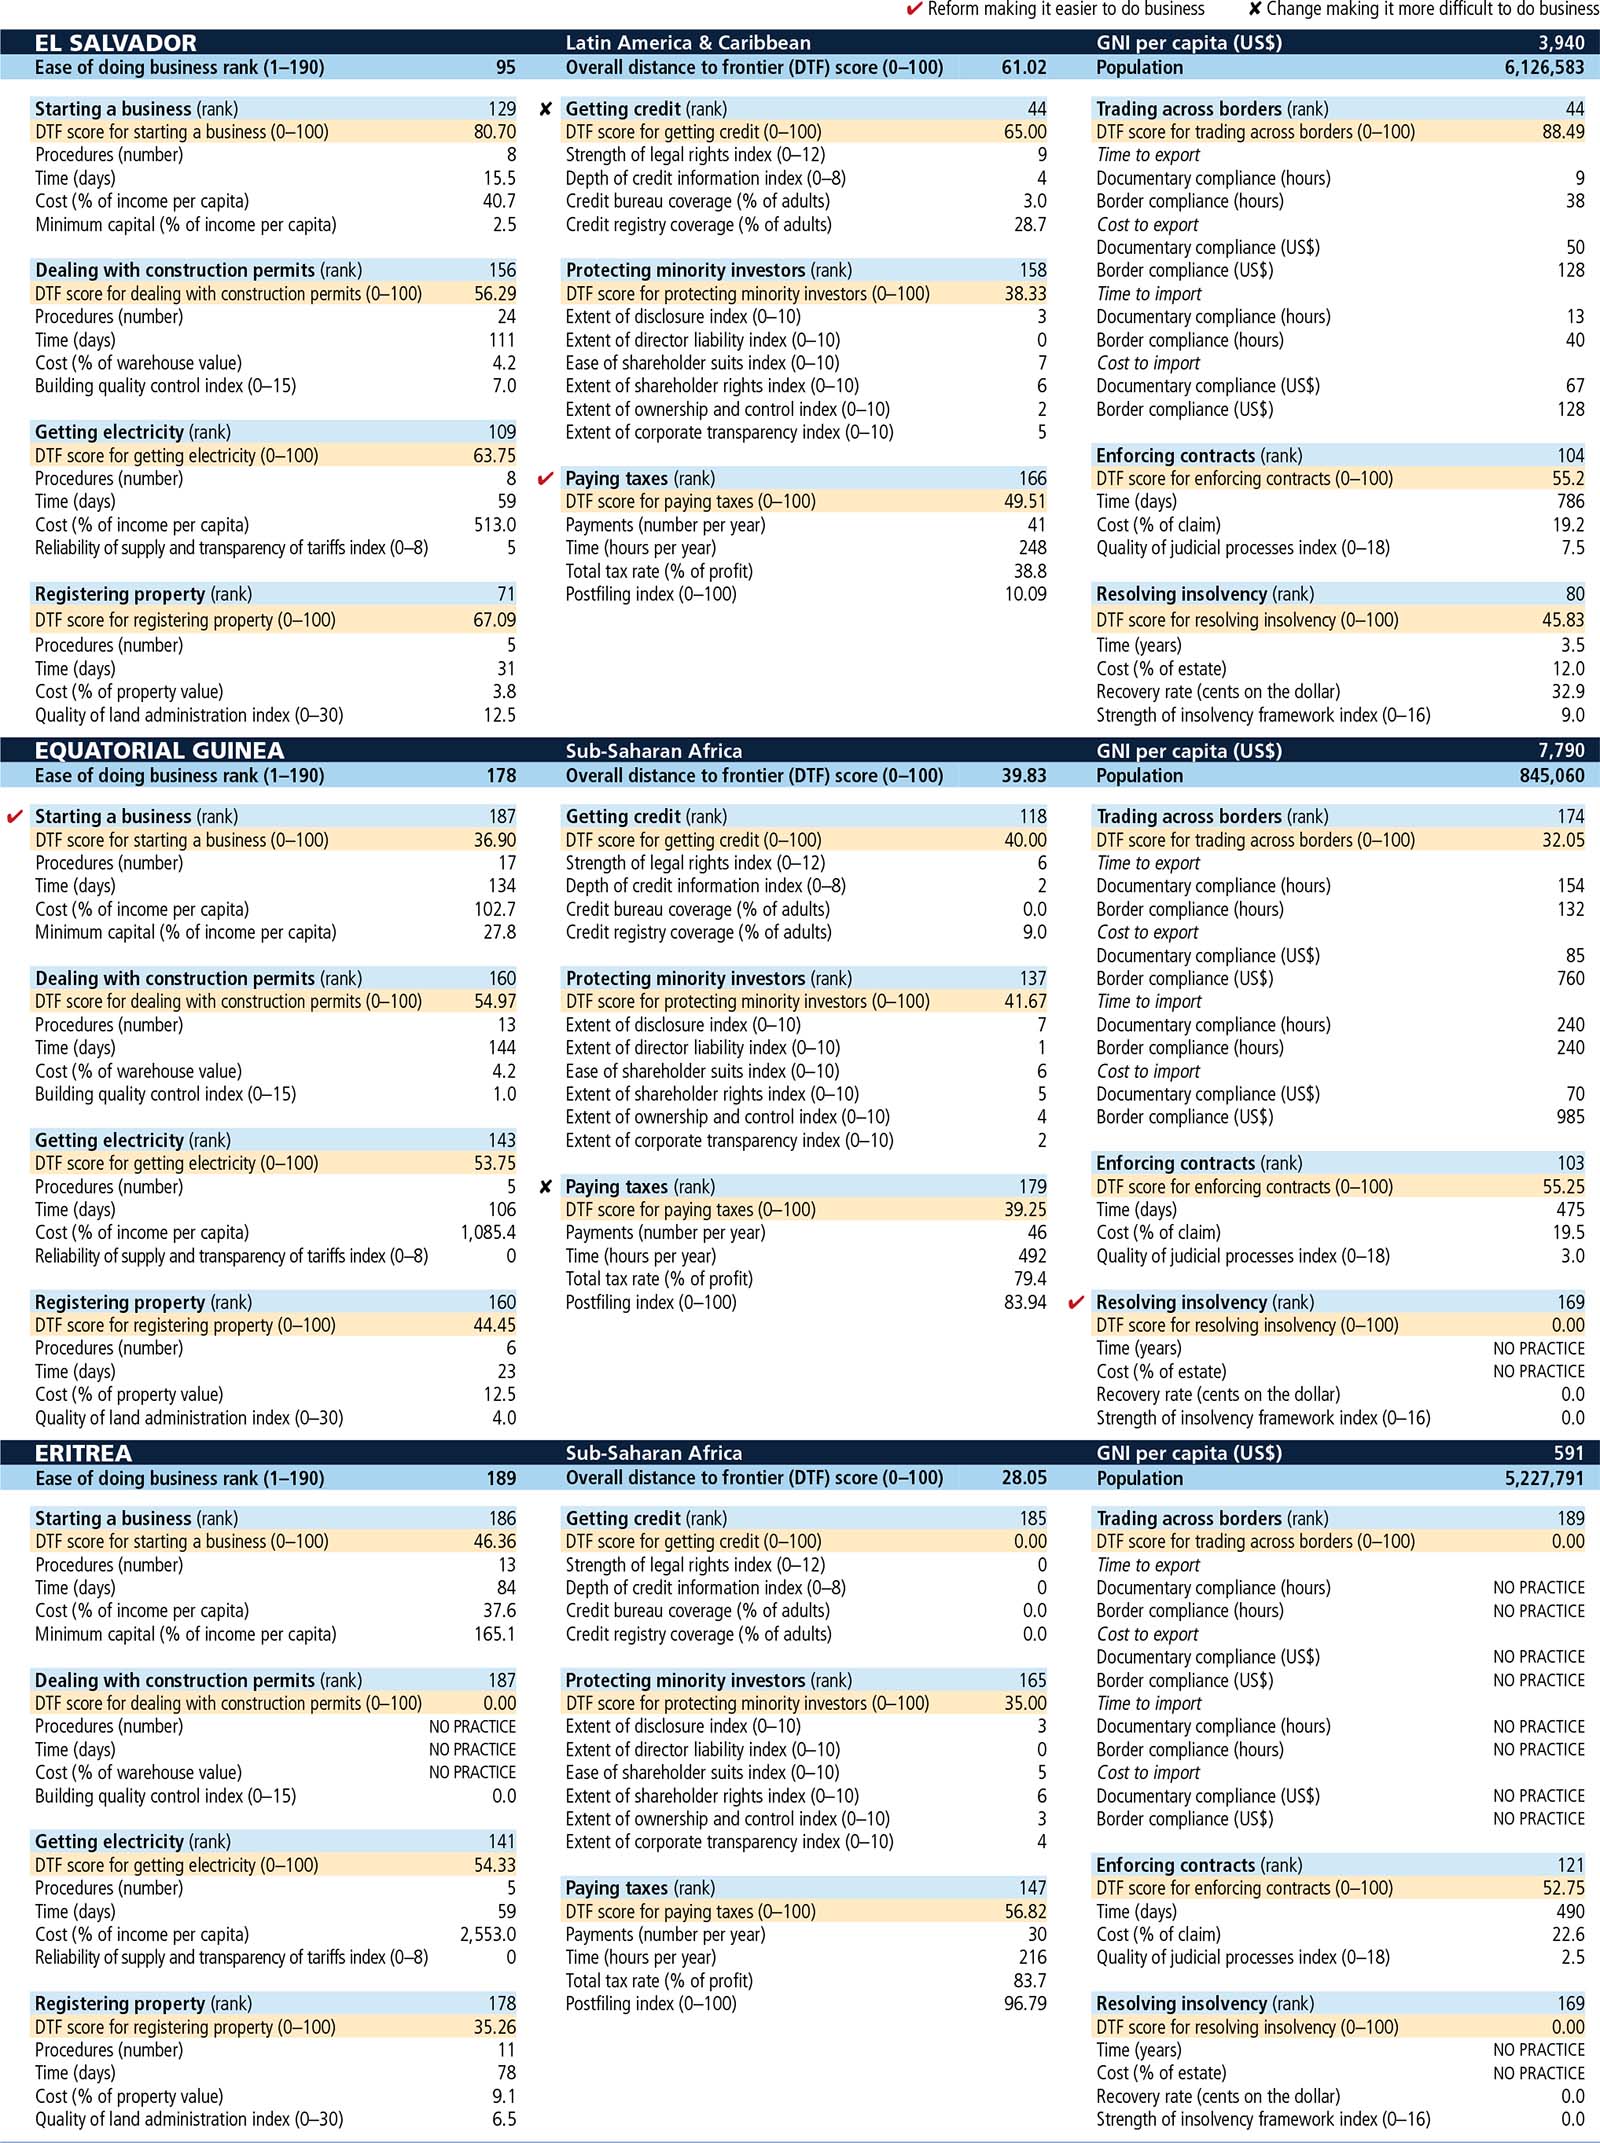 ✔ Reform making it easier to do business ✘ Change making it more difficult to do business
EL SALVADOR Latin America & Caribbean GNI per capita (US$) 3,940
Ease of doing business rank (1–190) 95 Overall distance to frontier (DTF) score (0–100) 61.02 Population 6,126,583
Starting a business (rank) 129
DTF score for starting a business (0–100) 80.70
Procedures (number) 8
Time (days) 15.5
Cost (% of income per capita) 40.7
Minimum capital (% of income per capita) 2.5
Dealing with construction permits (rank) 156
DTF score for dealing with construction permits (0–100) 56.29
Procedures (number) 24
Time (days) 111
Cost (% of warehouse value) 4.2
Building quality control index (0–15) 7.0
Getting electricity (rank) 109
DTF score for getting electricity (0–100) 63.75
Procedures (number) 8
Time (days) 59
Cost (% of income per capita) 513.0
Reliability of supply and transparency of tariffs index (0–8) 5
Registering property (rank) 71
DTF score for registering property (0–100) 67.09
Procedures (number) 5
Time (days) 31
Cost (% of property value) 3.8
Quality of land administration index (0–30) 12.5
✘ Getting credit (rank) 44
DTF score for getting credit (0–100) 65.00
Strength of legal rights index (0–12) 9
Depth of credit information index (0–8) 4
Credit bureau coverage (% of adults) 3.0
Credit registry coverage (% of adults) 28.7
Protecting minority investors (rank) 158
DTF score for protecting minority investors (0–100) 38.33
Extent of disclosure index (0–10) 3
Extent of director liability index (0–10) 0
Ease of shareholder suits index (0–10) 7
Extent of shareholder rights index (0–10) 6
Extent of ownership and control index (0–10) 2
Extent of corporate transparency index (0–10) 5
✔ Paying taxes (rank) 166
DTF score for paying taxes (0–100) 49.51
Payments (number per year) 41
Time (hours per year) 248
Total tax rate (% of profit) 38.8
Postfiling index (0–100) 10.09
Trading across borders (rank) 44
DTF score for trading across borders (0–100) 88.49
Time to export
Documentary compliance (hours) 9
Border compliance (hours) 38
Cost to export
Documentary compliance (US$) 50
Border compliance (US$) 128
Time to import
Documentary compliance (hours) 13
Border compliance (hours) 40
Cost to import
Documentary compliance (US$) 67
Border compliance (US$) 128
Enforcing contracts (rank) 104
DTF score for enforcing contracts (0–100) 55.2
Time (days) 786
Cost (% of claim) 19.2
Quality of judicial processes index (0–18) 7.5
Resolving insolvency (rank) 80
DTF score for resolving insolvency (0–100) 45.83
Time (years) 3.5
Cost (% of estate) 12.0
Recovery rate (cents on the dollar) 32.9
Strength of insolvency framework index (0–16) 9.0
EQUATORIAL GUINEA Sub-Saharan Africa GNI per capita (US$) 7,790
Ease of doing business rank (1–190) 178 Overall distance to frontier (DTF) score (0–100) 39.83 Population 845,060
✔ Starting a business (rank) 187
DTF score for starting a business (0–100) 36.90
Procedures (number) 17
Time (days) 134
Cost (% of income per capita) 102.7
Minimum capital (% of income per capita) 27.8
Dealing with construction permits (rank) 160
DTF score for dealing with construction permits (0–100) 54.97
Procedures (number) 13
Time (days) 144
Cost (% of warehouse value) 4.2
Building quality control index (0–15) 1.0
Getting electricity (rank) 143
DTF score for getting electricity (0–100) 53.75
Procedures (number) 5
Time (days) 106
Cost (% of income per capita) 1,085.4
Reliability of supply and transparency of tariffs index (0–8) 0
Registering property (rank) 160
DTF score for registering property (0–100) 44.45
Procedures (number) 6
Time (days) 23
Cost (% of property value) 12.5
Quality of land administration index (0–30) 4.0
Getting credit (rank) 118
DTF score for getting credit (0–100) 40.00
Strength of legal rights index (0–12) 6
Depth of credit information index (0–8) 2
Credit bureau coverage (% of adults) 0.0
Credit registry coverage (% of adults) 9.0
Protecting minority investors (rank) 137
DTF score for protecting minority investors (0–100) 41.67
Extent of disclosure index (0–10) 7
Extent of director liability index (0–10) 1
Ease of shareholder suits index (0–10) 6
Extent of shareholder rights index (0–10) 5
Extent of ownership and control index (0–10) 4
Extent of corporate transparency index (0–10) 2
✘ Paying taxes (rank) 179
DTF score for paying taxes (0–100) 39.25
Payments (number per year) 46
Time (hours per year) 492
Total tax rate (% of profit) 79.4
Postfiling index (0–100) 83.94
Trading across borders (rank) 174
DTF score for trading across borders (0–100) 32.05
Time to export
Documentary compliance (hours) 154
Border compliance (hours) 132
Cost to export
Documentary compliance (US$) 85
Border compliance (US$) 760
Time to import
Documentary compliance (hours) 240
Border compliance (hours) 240
Cost to import
Documentary compliance (US$) 70
Border compliance (US$) 985
Enforcing contracts (rank) 103
DTF score for enforcing contracts (0–100) 55.25
Time (days) 475
Cost (% of claim) 19.5
Quality of judicial processes index (0–18) 3.0
✔ Resolving insolvency (rank) 169
DTF score for resolving insolvency (0–100) 0.00
Time (years) NO PRACTICE
Cost (% of estate) NO PRACTICE
Recovery rate (cents on the dollar) 0.0
Strength of insolvency framework index (0–16) 0.0
ERITREA Sub-Saharan Africa GNI per capita (US$) 591
Ease of doing business rank (1–190) 189 Overall distance to frontier (DTF) score (0–100) 28.05 Population 5,227,791
Starting a business (rank) 186
DTF score for starting a business (0–100) 46.36
Procedures (number) 13
Time (days) 84
Cost (% of income per capita) 37.6
Minimum capital (% of income per capita) 165.1
Dealing with construction permits (rank) 187
DTF score for dealing with construction permits (0–100) 0.00
Procedures (number) NO PRACTICE
Time (days) NO PRACTICE
Cost (% of warehouse value) NO PRACTICE
Building quality control index (0–15) 0.0
Getting electricity (rank) 141
DTF score for getting electricity (0–100) 54.33
Procedures (number) 5
Time (days) 59
Cost (% of income per capita) 2,553.0
Reliability of supply and transparency of tariffs index (0–8) 0
Registering property (rank) 178
DTF score for registering property (0–100) 35.26
Procedures (number) 11
Time (days) 78
Cost (% of property value) 9.1
Quality of land administration index (0–30) 6.5
Getting credit (rank) 185
DTF score for getting credit (0–100) 0.00
Strength of legal rights index (0–12) 0
Depth of credit information index (0–8) 0
Credit bureau coverage (% of adults) 0.0
Credit registry coverage (% of adults) 0.0
Protecting minority investors (rank) 165
DTF score for protecting minority investors (0–100) 35.00
Extent of disclosure index (0–10) 3
Extent of director liability index (0–10) 0
Ease of shareholder suits index (0–10) 5
Extent of shareholder rights index (0–10) 6
Extent of ownership and control index (0–10) 3
Extent of corporate transparency index (0–10) 4
Paying taxes (rank) 147
DTF score for paying taxes (0–100) 56.82
Payments (number per year) 30
Time (hours per year) 216
Total tax rate (% of profit) 83.7
Postfiling index (0–100) 96.79
Trading across borders (rank) 189
DTF score for trading across borders (0–100) 0.00
Time to export
Documentary compliance (hours) NO PRACTICE
Border compliance (hours) NO PRACTICE
Cost to export
Documentary compliance (US$) NO PRACTICE
Border compliance (US$) NO PRACTICE
Time to import
Documentary compliance (hours) NO PRACTICE
Border compliance (hours) NO PRACTICE
Cost to import
Documentary compliance (US$) NO PRACTICE
Border compliance (US$) NO PRACTICE
Enforcing contracts (rank) 121
DTF score for enforcing contracts (0–100) 52.75
Time (days) 490
Cost (% of claim) 22.6
Quality of judicial processes index (0–18) 2.5
Resolving insolvency (rank) 169
DTF score for resolving insolvency (0–100) 0.00
Time (years) NO PRACTICE
Cost (% of estate) NO PRACTICE
Recovery rate (cents on the dollar) 0.0
Strength of insolvency framework index (0–16) 0.0